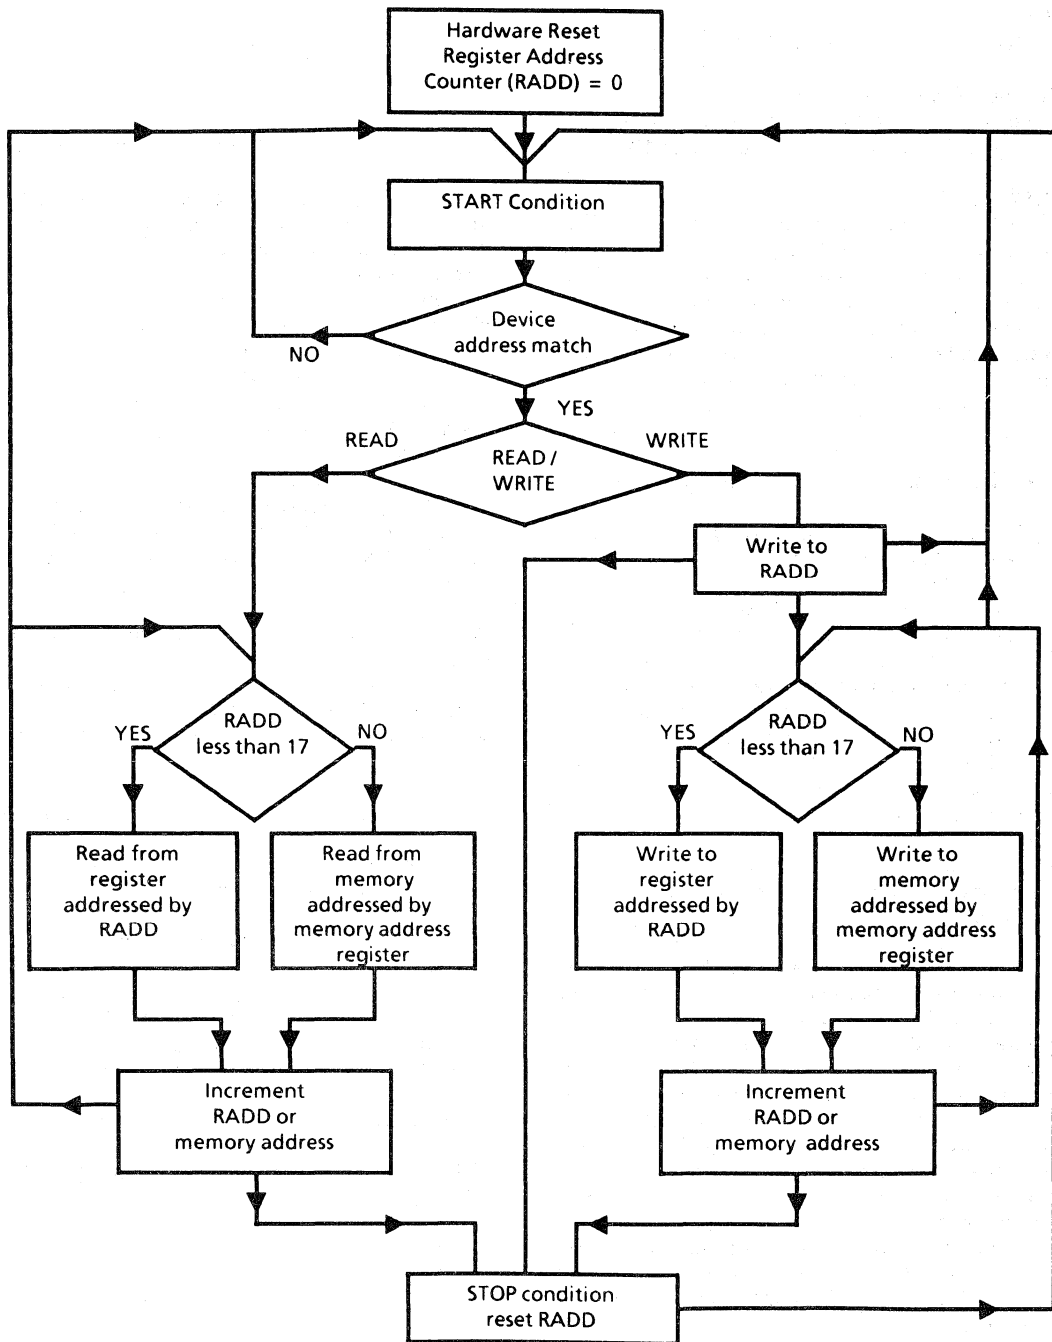 Hardware Reset
Register Address
Counter (RADD) = 0
START Condition
Device
address match
NO
YES
READ
WRITE
READ /
WRITE
Write to
RADD
YES
RADD
less than 17
NO
YES
RADD
less than 17
NO
Read from
register
addressed by
RADD
Read from
memory
addressed by
memory address
register
Write to
register
addressed by
RADD
Write to
memory
addressed by
memory address
register
Increment
RADD or
memory address
Increment
RADD or
memory address
STOP condition
reset RADD